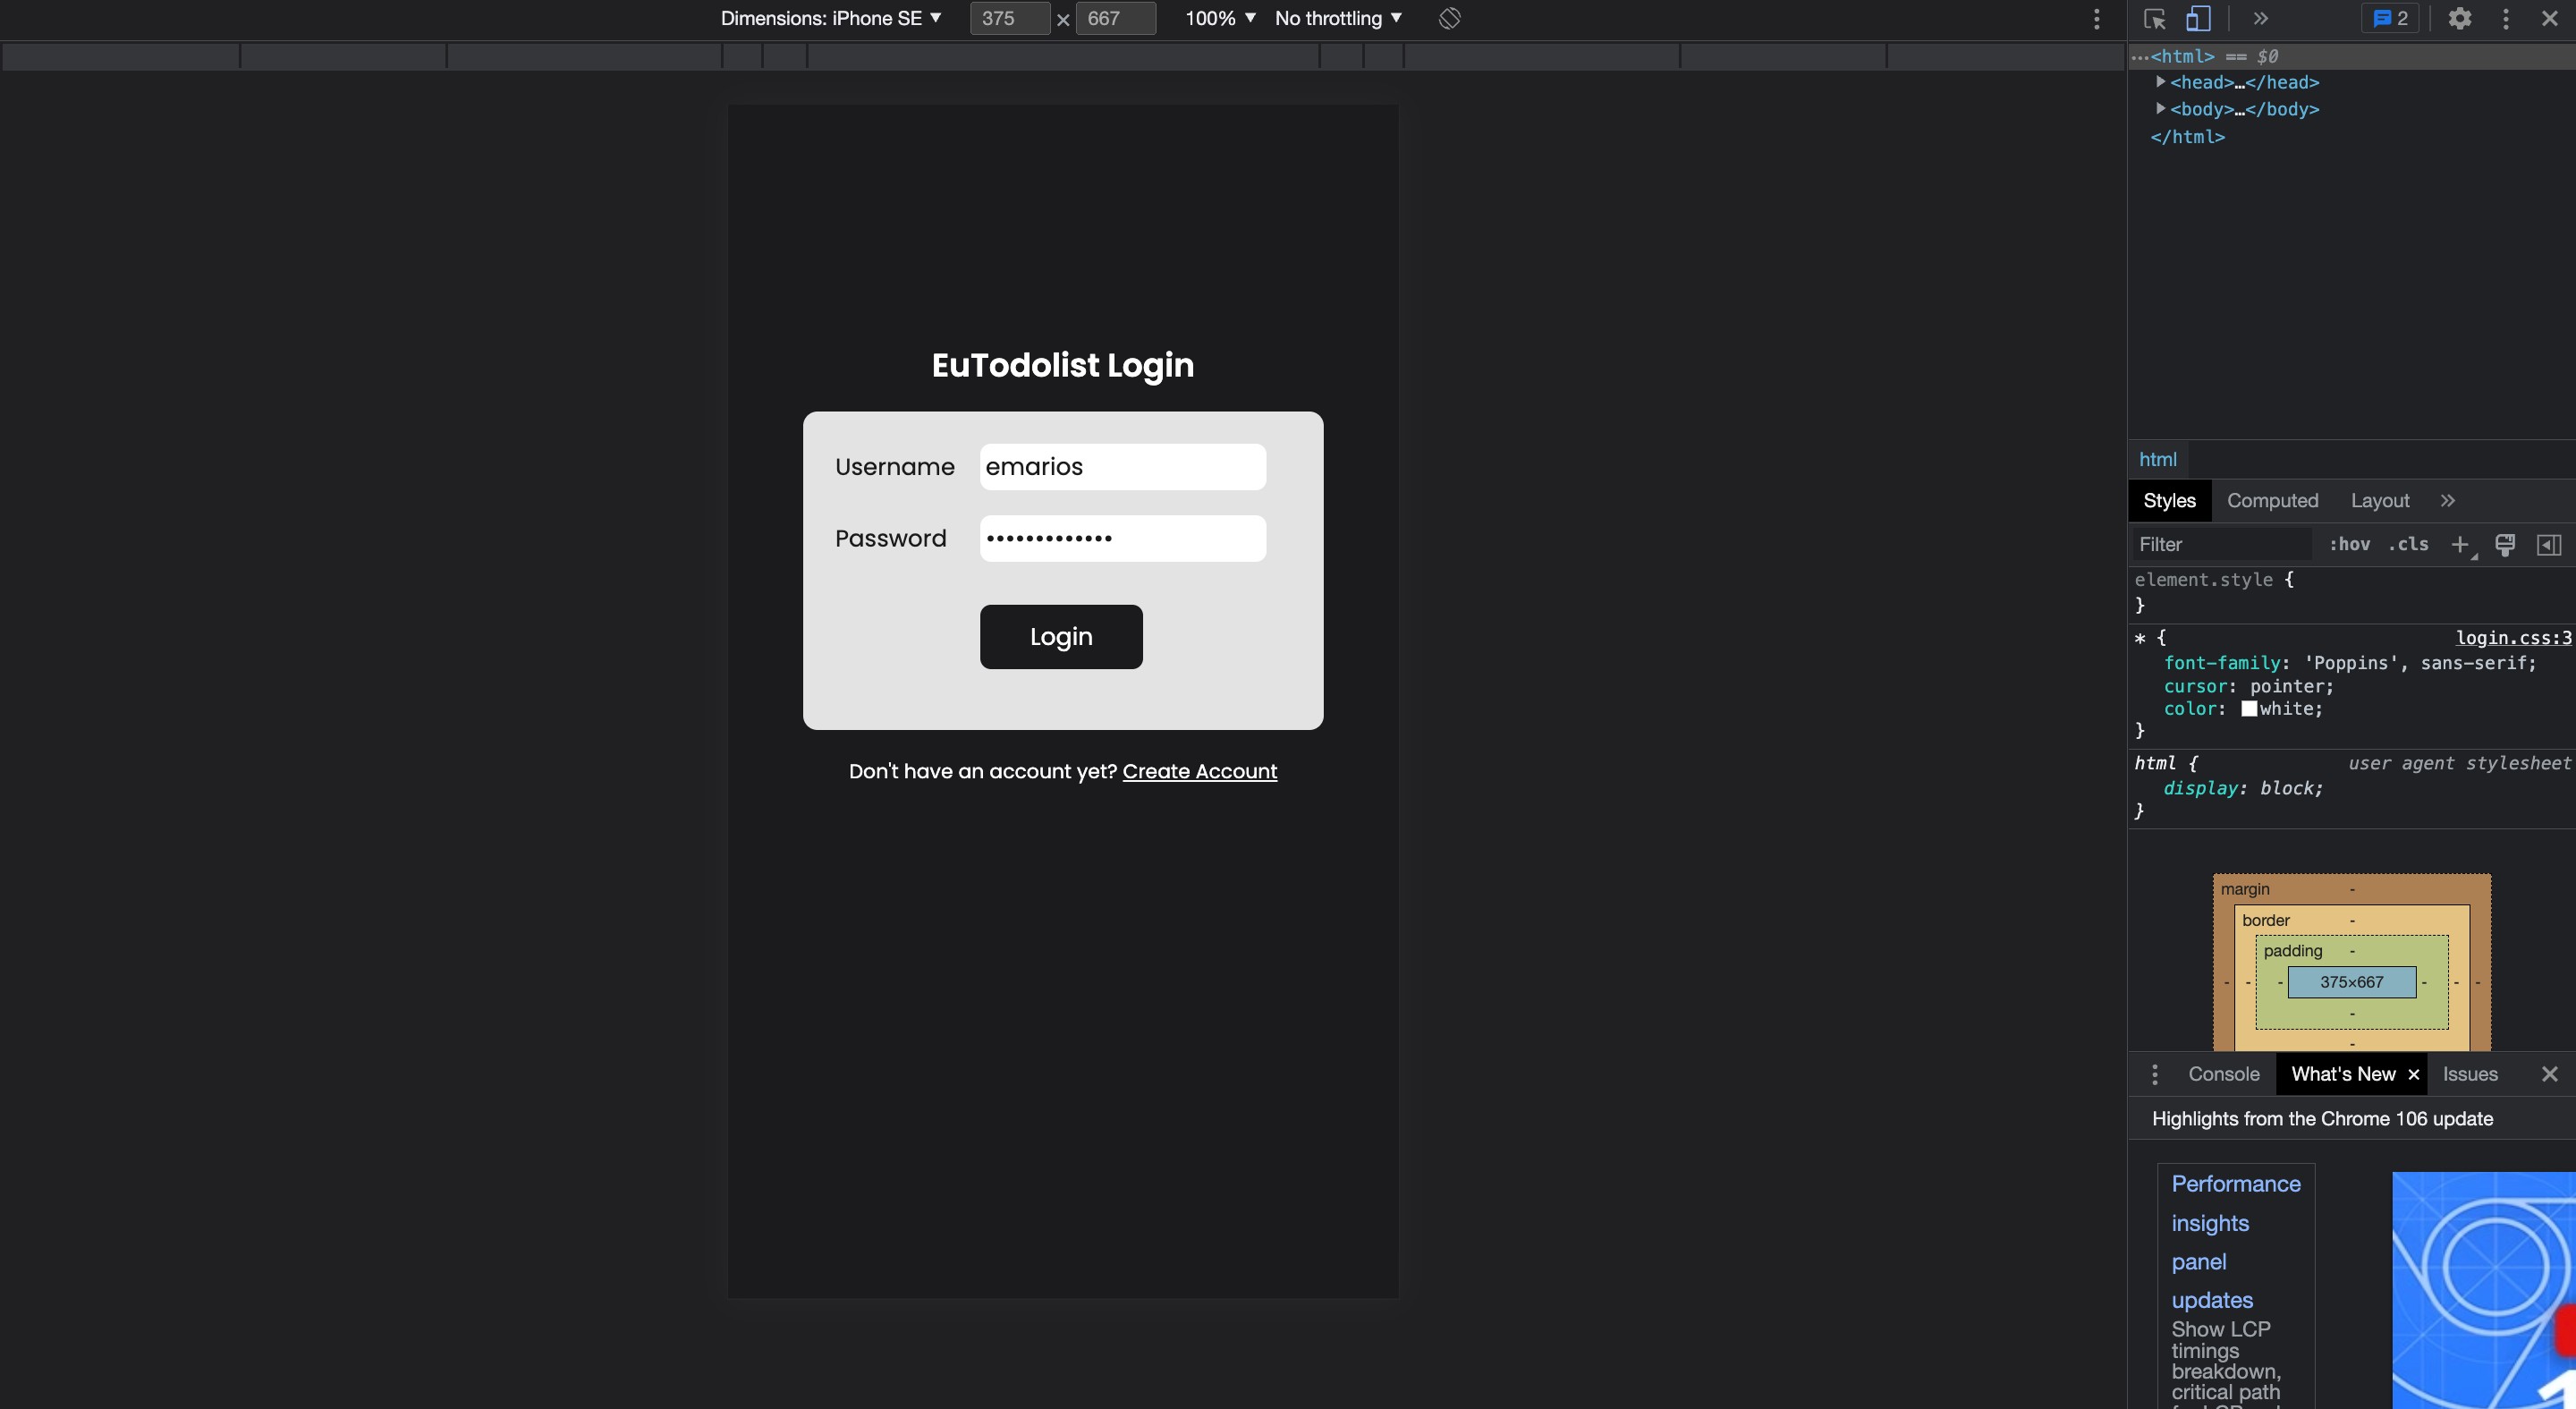 Dimensions: iPhone SE ▼ 375 × 667 100% ▼ No throttling ▼
2
…<html> == $0
<head>…</head>
<body>…</body>
</html>
EuTodolist Login
Username emarios
Password •••••••••••••
Login
Don't have an account yet? Create Account
html
Styles Computed Layout
Filter :hov .cls
element.style {
}
* { login.css:3
font-family: 'Poppins', sans-serif;
cursor: pointer;
color: white;
}
html { user agent stylesheet
display: block;
}
margin -
border -
padding -
- - - 375×667 - - -
-
-
Console What's New × Issues
Highlights from the Chrome 106 update
Performance
insights
panel
updates
Show LCP
timings
breakdown,
critical path